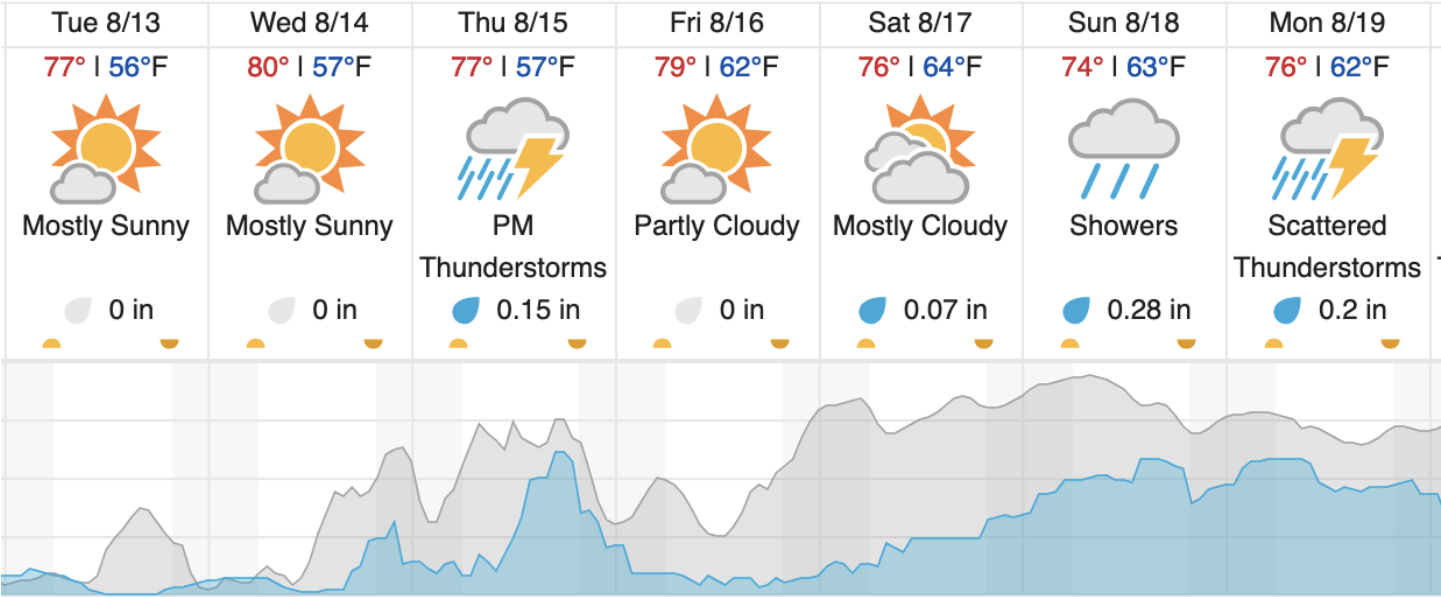 Tue 8/13 Wed 8/14 Thu 8/15 Fri 8/16 Sat 8/17 Sun 8/18 Mon 8/19
77° | 56°F 80° | 57°F 77° | 57°F 79° | 62°F 76° | 64°F 74° | 63°F 76° | 62°F
Mostly Sunny Mostly Sunny PM Partly Cloudy Mostly Cloudy Showers Scattered
Thunderstorms Thunderstorms
0 in 0 in 0.15 in 0 in 0.07 in 0.28 in 0.2 in